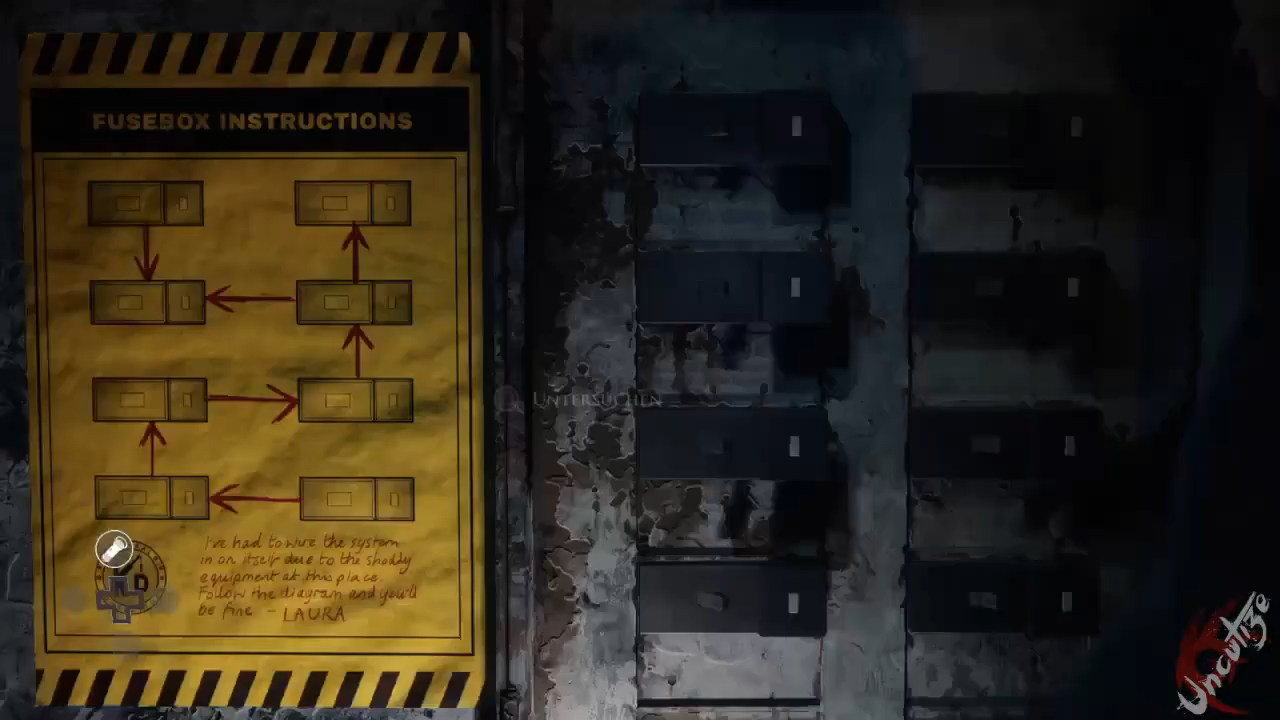 FUSEBOX INSTRUCTIONS
UNTERSUCHEN
I've had to wire the system
in on itself due to the shoddy
equipment at this place.
Follow the diagram and you'll
be fine - LAURA
D
Uncutize